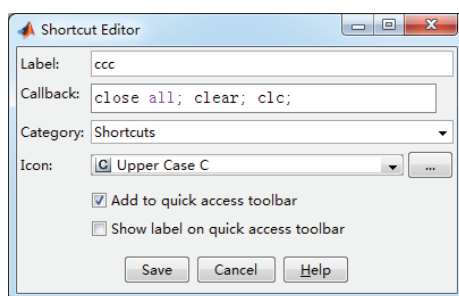 Shortcut Editor
Label: ccc
Callback: close all; clear; clc;
Category: Shortcuts
Icon: C Upper Case C ...
Add to quick access toolbar
Show label on quick access toolbar
Save Cancel Help